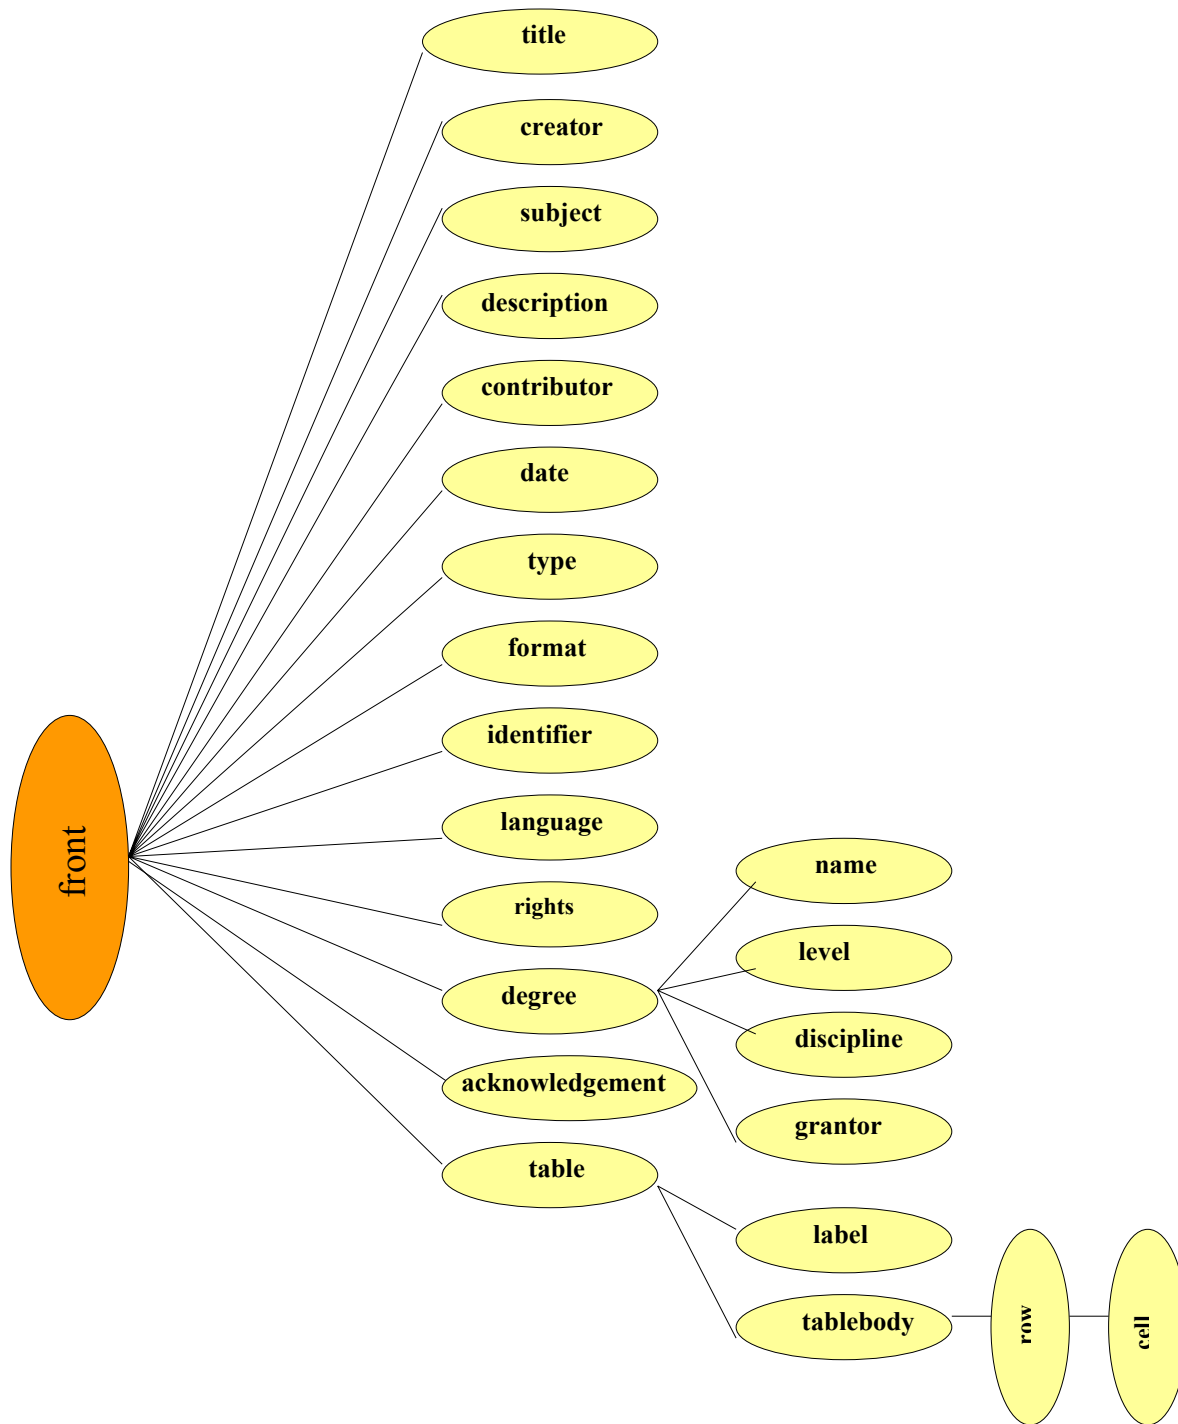 title
creator
subject
description
contributor
date
type
format
identifier
language
rights
degree
acknowledgement
table
front
name
level
discipline
grantor
label
tablebody
row
cell